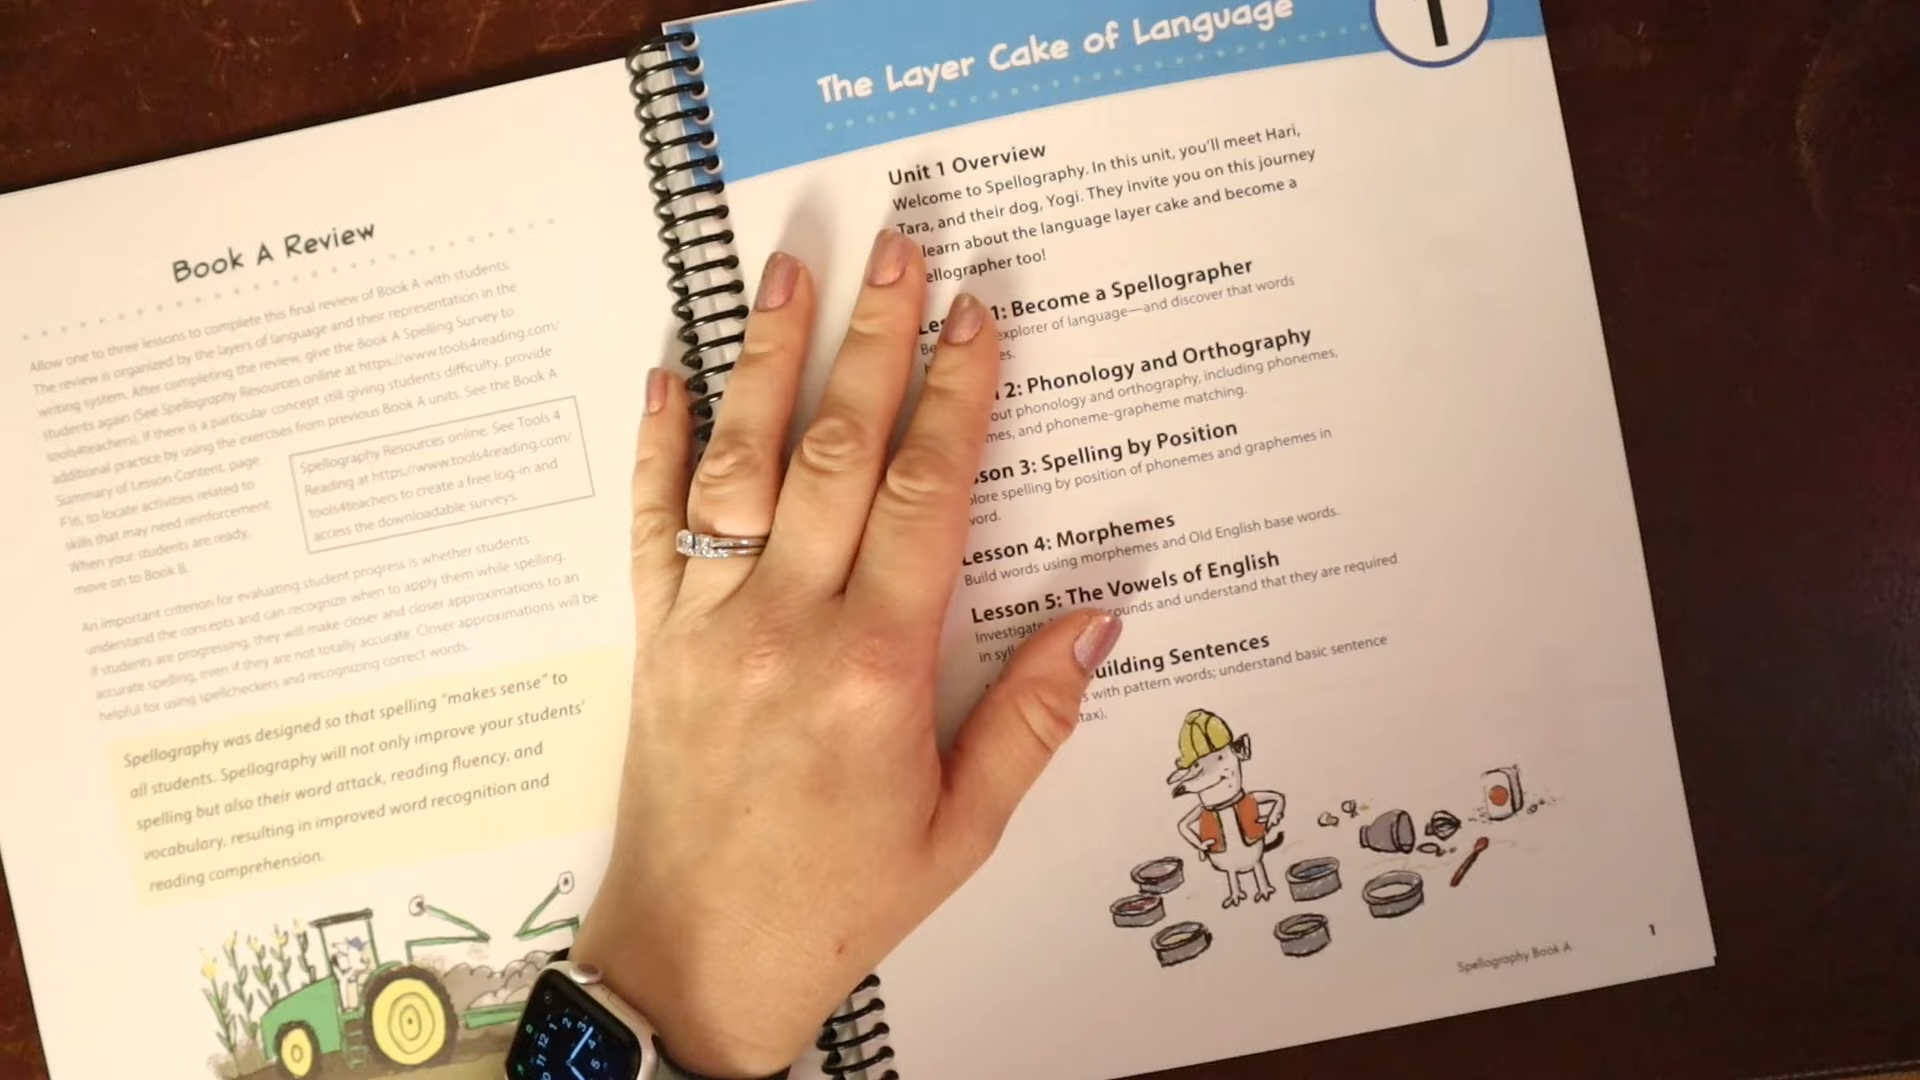 Book A Review
Allow one to three lessons to complete this final review of Book A with students.
The review is organized by the layers of language and their representation in the
writing system. After completing the review, give the Book A Spelling Survey to
students again (See Spellography Resources online at https://www.tools4reading.com/
tools4teachers). If there is a particular concept still giving students difficulty, provide
additional practice by using the exercises from previous Book A units. See the Book A
Summary of Lesson Content, page
F16, to locate activities related to
skills that may need reinforcement.
When your students are ready,
move on to Book B.
Spellography Resources online. See Tools 4
Reading at https://www.tools4reading.com/
tools4teachers to create a free log-in and
access the downloadable surveys.
An important criterion for evaluating student progress is whether students
understand the concepts and can recognize when to apply them while spelling.
If students are progressing, they will make closer and closer approximations to an
accurate spelling, even if they are not totally accurate. Closer approximations will be
helpful for using spellcheckers and recognizing correct words.
Spellography was designed so that spelling “makes sense” to
all students. Spellography will not only improve your students’
spelling but also their word attack, reading fluency, and
vocabulary, resulting in improved word recognition and
reading comprehension.
The Layer Cake of Language
1
Unit 1 Overview
Welcome to Spellography. In this unit, you’ll meet Hari,
Tara, and their dog, Yogi. They invite you on this journey
learn about the language layer cake and become a
ellographer too!
1: Become a Spellographer
explorer of language—and discover that words
2: Phonology and Orthography
out phonology and orthography, including phonemes,
mes, and phoneme-grapheme matching.
son 3: Spelling by Position
lore spelling by position of phonemes and graphemes in
word.
Lesson 4: Morphemes
Build words using morphemes and Old English base words.
Lesson 5: The Vowels of English
Investigate sounds and understand that they are required
in syll
uilding Sentences
s with pattern words; understand basic sentence
tax).
Spellography Book A
1
12
1
2
3
4
5
11